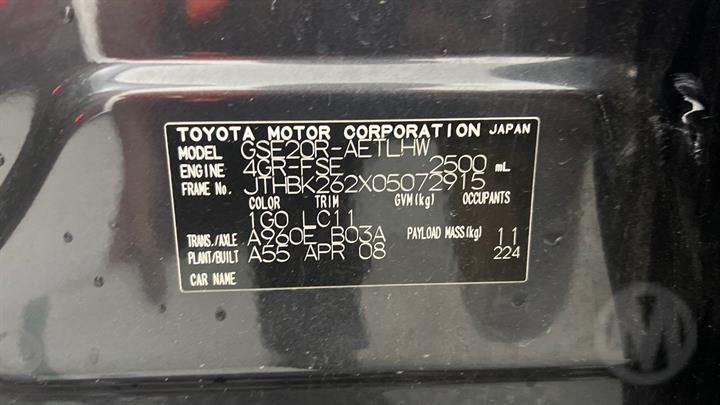 TOYOTA MOTOR CORPORATION JAPAN
MODEL GSE20R-AETLHW
ENGINE 4GR-FSE 2500 mL
FRAME No. JTHBK262X05072915
COLOR TRIM GVM(kg) OCCUPANTS
1G0 LC11
TRANS./AXLE A960E B03A PAYLOAD MASS(kg) 11
PLANT/BUILT A55 APR 08 224
CAR NAME
M